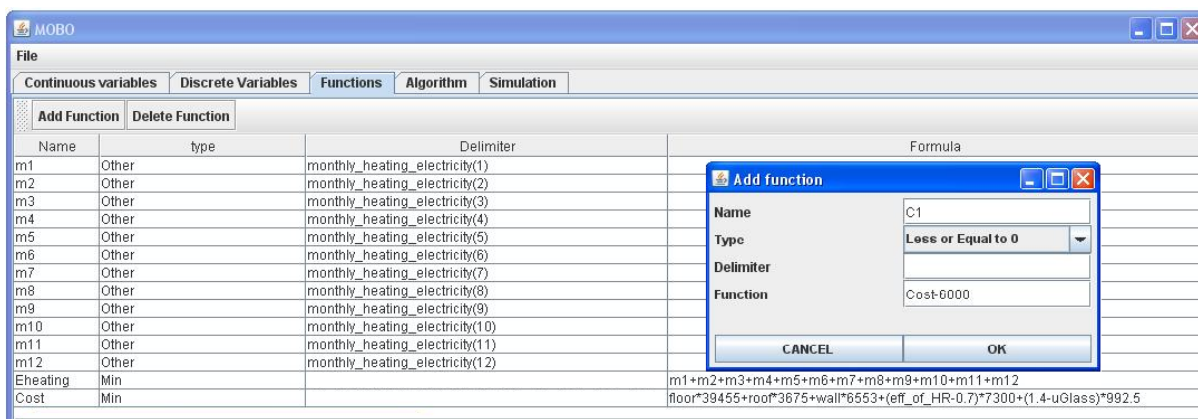 MOBO
File
Continuous variables Discrete Variables Functions Algorithm Simulation
Add Function Delete Function
Name type Delimiter Formula
m1 Other monthly_heating_electricity(1)
m2 Other monthly_heating_electricity(2)
m3 Other monthly_heating_electricity(3)
m4 Other monthly_heating_electricity(4)
m5 Other monthly_heating_electricity(5)
m6 Other monthly_heating_electricity(6)
m7 Other monthly_heating_electricity(7)
m8 Other monthly_heating_electricity(8)
m9 Other monthly_heating_electricity(9)
m10 Other monthly_heating_electricity(10)
m11 Other monthly_heating_electricity(11)
m12 Other monthly_heating_electricity(12)
Eheating Min m1+m2+m3+m4+m5+m6+m7+m8+m9+m10+m11+m12
Cost Min floor*39455+roof*3675+wall*6553+(eff_of_HR-0.7)*7300+(1.4-uGlass)*992.5
Add function
Name C1
Type Less or Equal to 0
Delimiter
Function Cost-6000
CANCEL OK